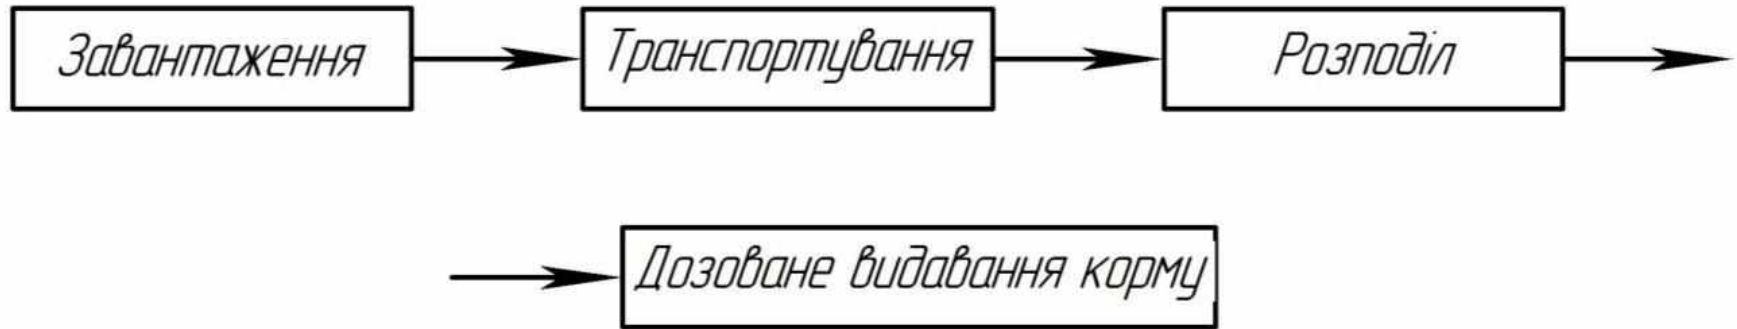 Завантаження
Транспортування
Розподіл
Дозоване видавання корму